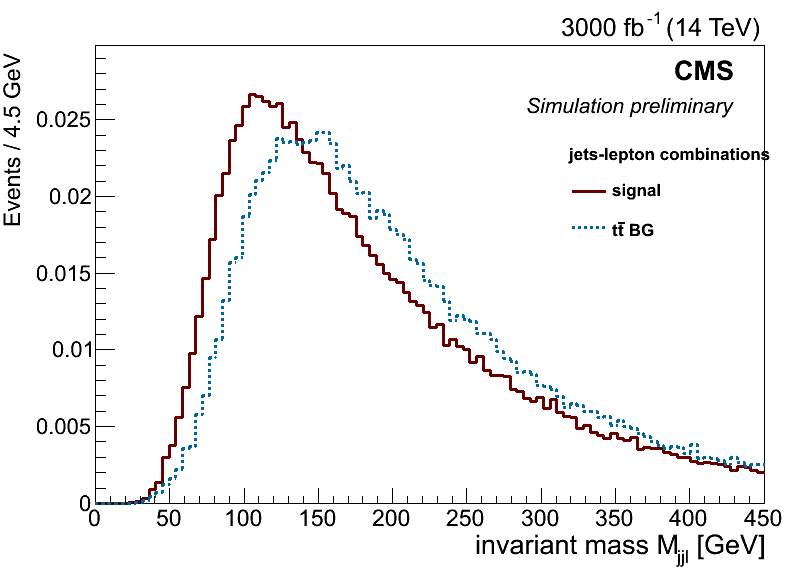 3000 fb-1 (14 TeV)
Events / 4.5 GeV
CMS
Simulation preliminary
jets-lepton combinations
signal
tt̄ BG
0.025
0.02
0.015
0.01
0.005
0
0 50 100 150 200 250 300 350 400 450
invariant mass Mjjl [GeV]